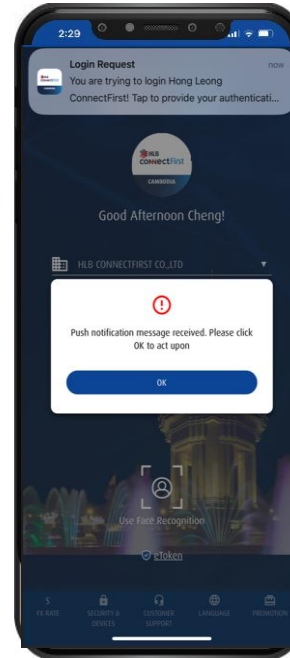 2:29
Login Request
now
You are trying to login Hong Leong
ConnectFirst! Tap to provide your authenticati...
HLB
ConnectFirst
CAMBODIA
Good Afternoon Cheng!
HLB CONNECTFIRST CO.,LTD
Push notification message received. Please click
OK to act upon
OK
Use Face Recognition
eToken
FX RATE
SECURITY & DEVICES
CUSTOMER SUPPORT
LANGUAGE
PROMOTION